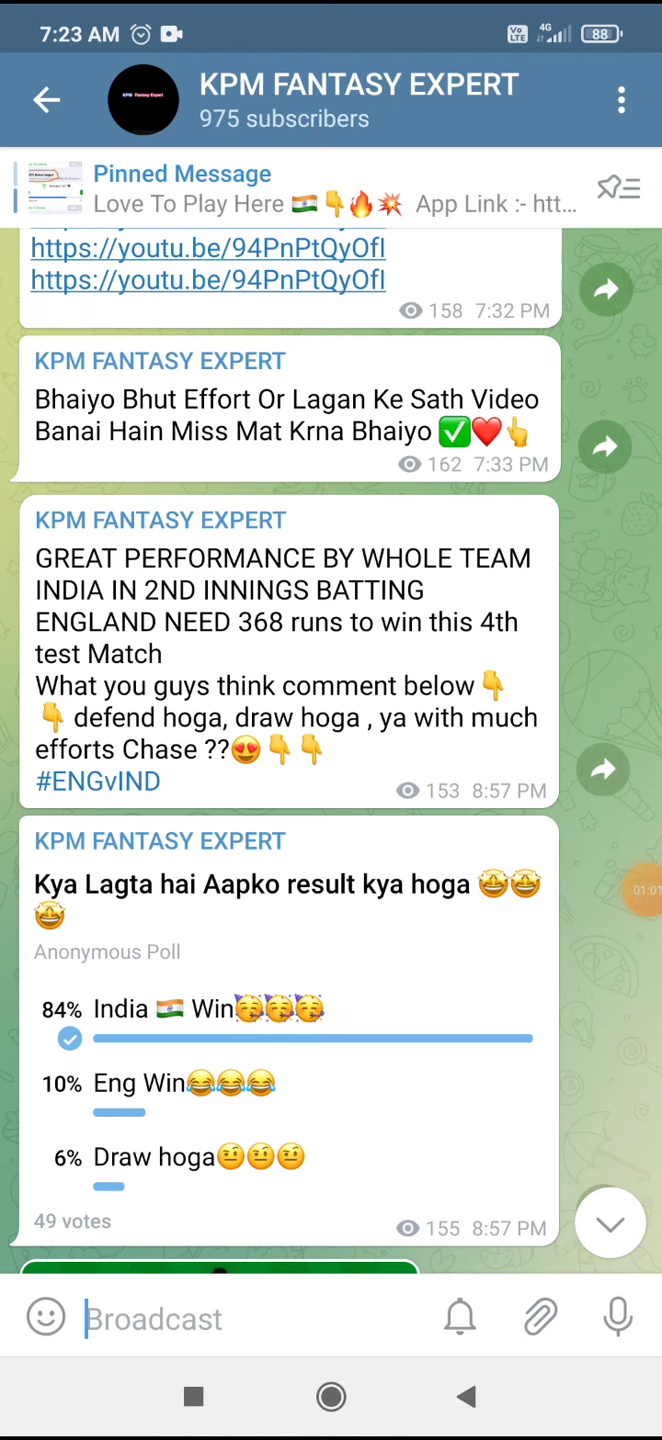 7:23 AM
Vo LTE 4G 88
KPM FANTASY EXPERT
975 subscribers
Pinned Message
Love To Play Here 🇮🇳👇🔥💥 App Link :- htt...
https://youtu.be/94PnPtQyOfI
https://youtu.be/94PnPtQyOfI
158 7:32 PM
KPM FANTASY EXPERT
Bhaiyo Bhut Effort Or Lagan Ke Sath Video
Banai Hain Miss Mat Krna Bhaiyo ✅❤️👆
162 7:33 PM
KPM FANTASY EXPERT
GREAT PERFORMANCE BY WHOLE TEAM
INDIA IN 2ND INNINGS BATTING
ENGLAND NEED 368 runs to win this 4th
test Match
What you guys think comment below👇
👇 defend hoga, draw hoga , ya with much
efforts Chase ??😍👇👇
#ENGvIND
153 8:57 PM
KPM FANTASY EXPERT
Kya Lagta hai Aapko result kya hoga 🤩🤩
🤩
Anonymous Poll
84% India 🇮🇳 Win🥳🥳🥳
10% Eng Win😂😂😂
6% Draw hoga🤨🤨🤨
49 votes
155 8:57 PM
01:01
Broadcast